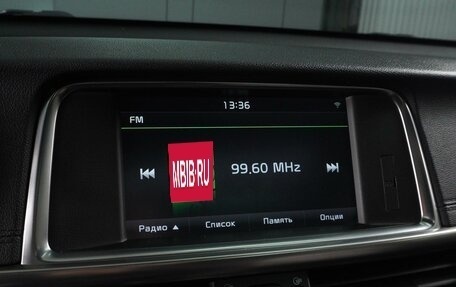 13:36
FM
MBIB.RU
99.60 MHz
Радио ▲ Список Память Опции